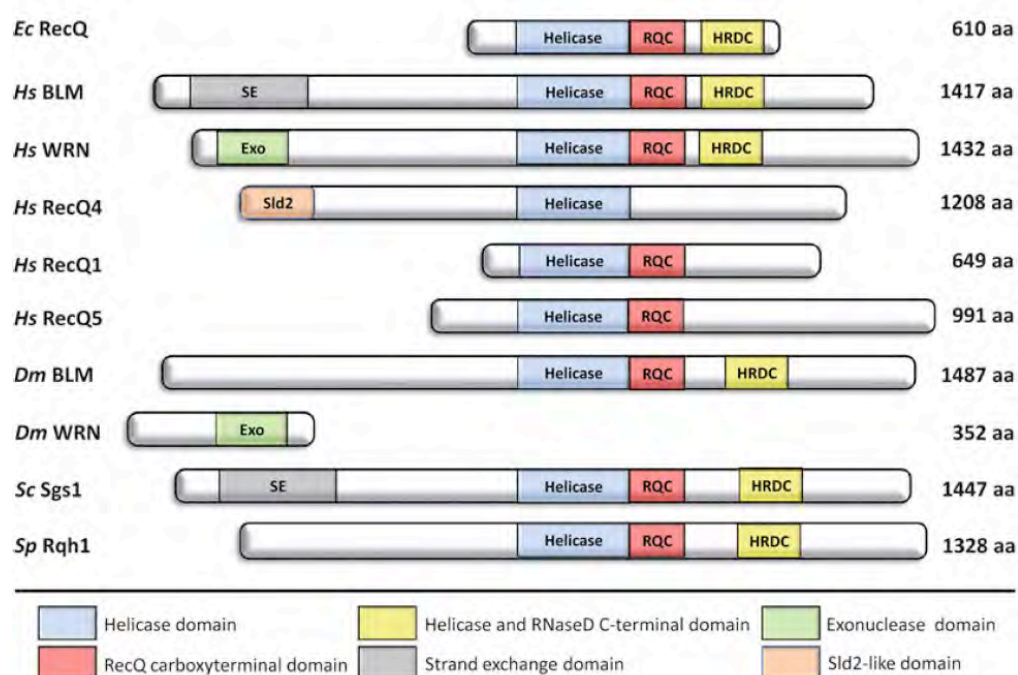 Ec RecQ Helicase RQC HRDC 610 aa
Hs BLM SE Helicase RQC HRDC 1417 aa
Hs WRN Exo Helicase RQC HRDC 1432 aa
Hs RecQ4 Sld2 Helicase 1208 aa
Hs RecQ1 Helicase RQC 649 aa
Hs RecQ5 Helicase RQC 991 aa
Dm BLM Helicase RQC HRDC 1487 aa
Dm WRN Exo 352 aa
Sc Sgs1 SE Helicase RQC HRDC 1447 aa
Sp Rqh1 Helicase RQC HRDC 1328 aa
Helicase domain Helicase and RNaseD C-terminal domain Exonuclease domain
RecQ carboxyterminal domain Strand exchange domain Sld2-like domain